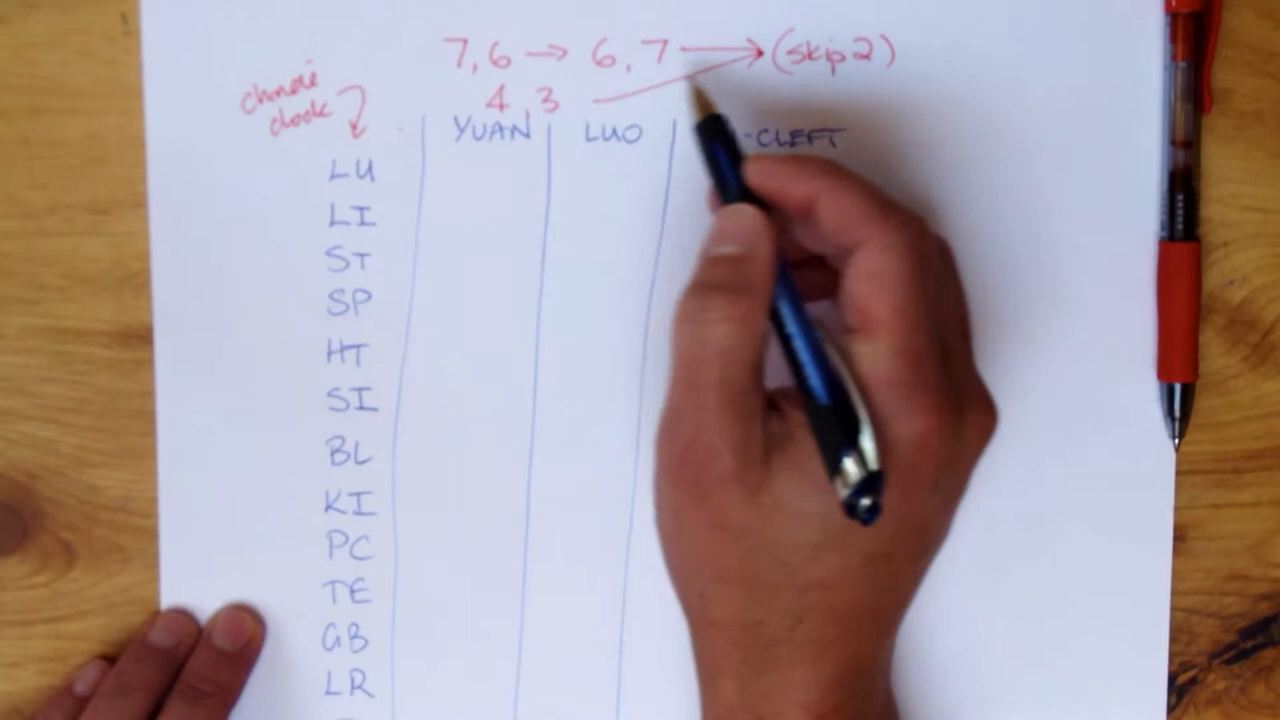 7,6 → 6,7 → (skip 2)
4,3
clock
YUAN LUO -CLEFT
LU
LI
ST
SP
HT
SI
BL
KI
PC
TE
GB
LR